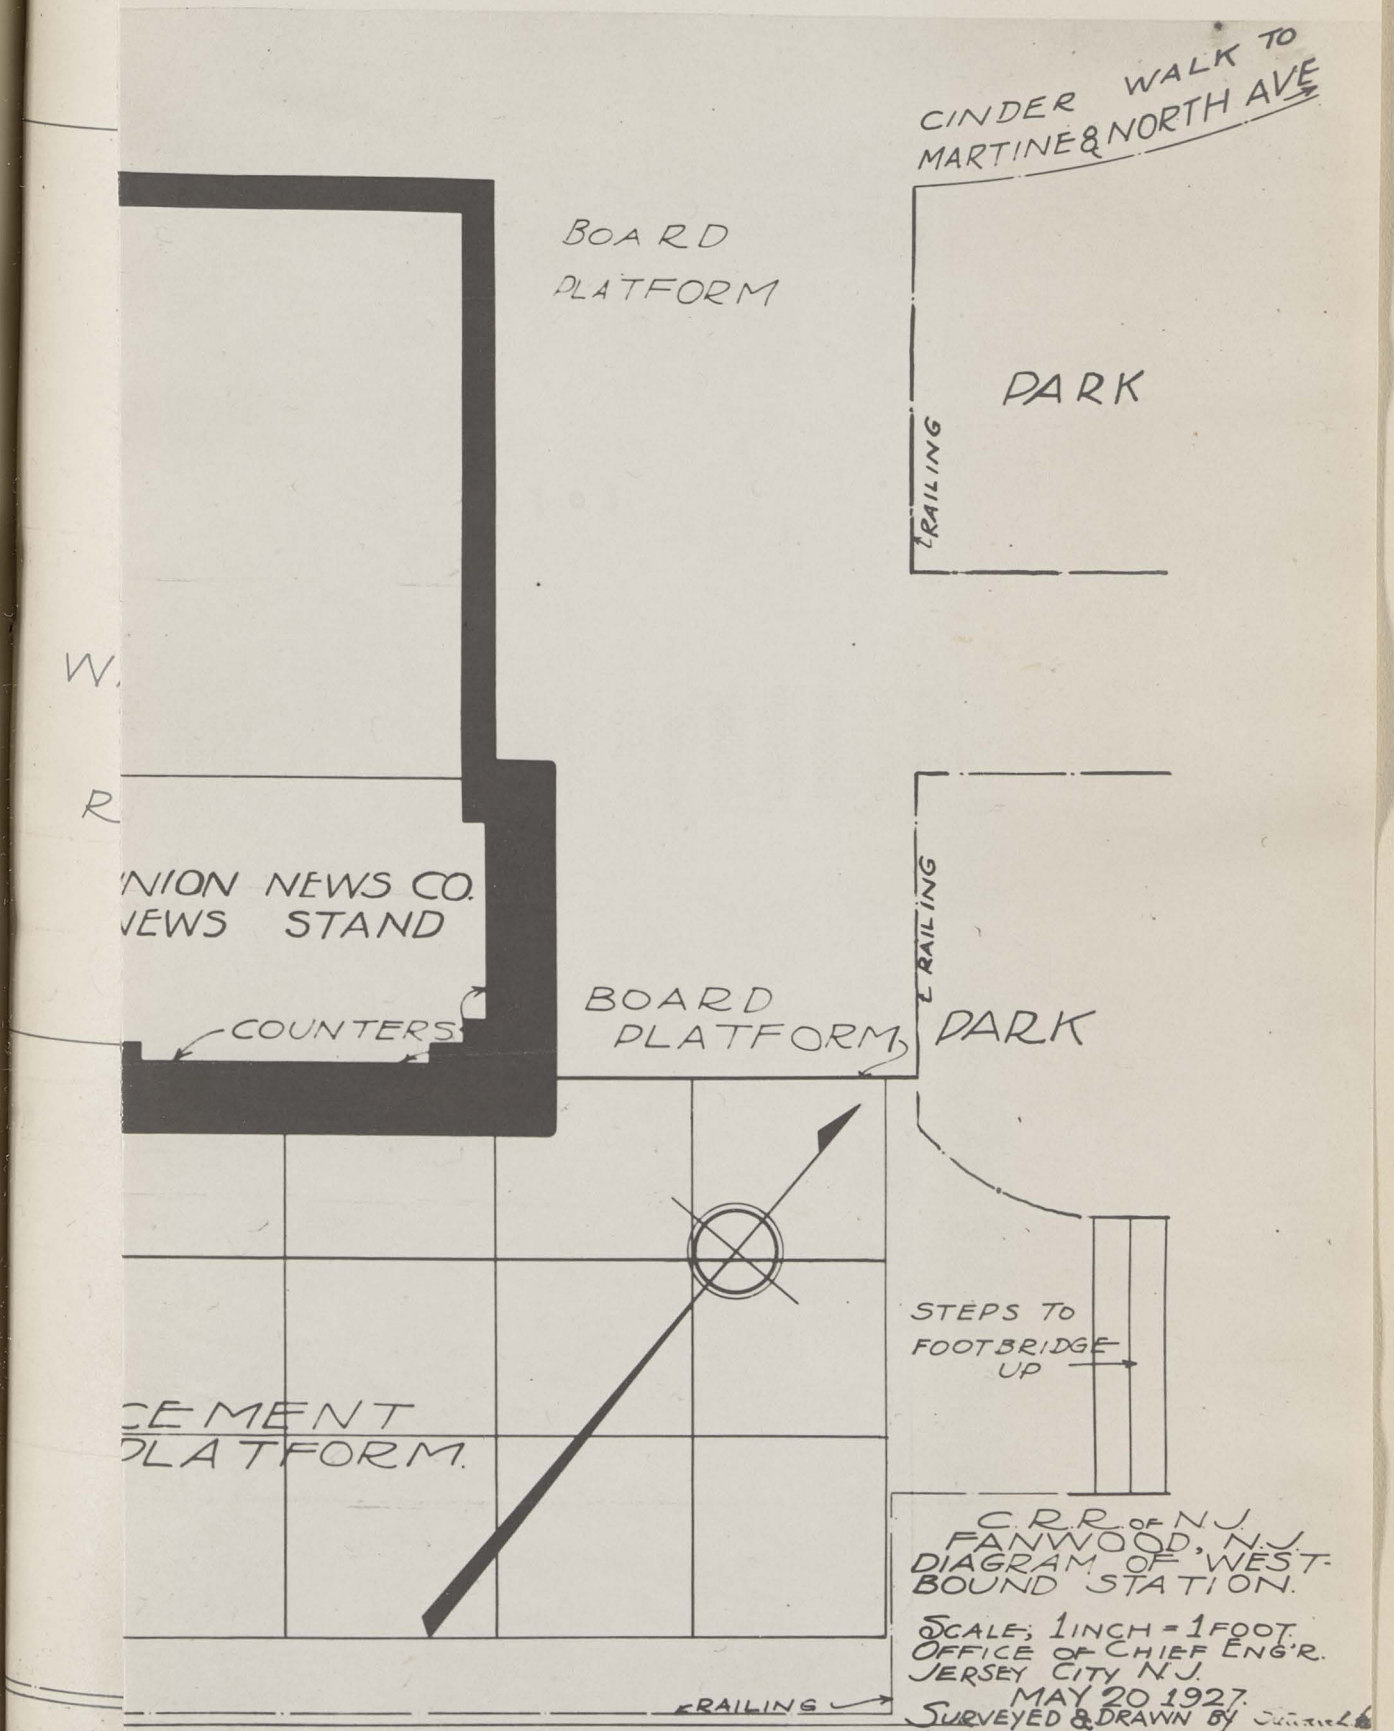 CINDER WALK TO
MARTINE & NORTH AVE
BOARD
PLATFORM
PARK
RAILING
W.
R
NION NEWS CO.
NEWS STAND
COUNTERS
RAILING
BOARD
PLATFORM
PARK
STEPS TO
FOOTBRIDGE
UP
CEMENT
PLATFORM.
RAILING
C.R.R. OF N.J.
FANWOOD, N.J.
DIAGRAM OF WEST-
BOUND STATION.
SCALE; 1 INCH = 1 FOOT.
OFFICE OF CHIEF ENG'R.
JERSEY CITY N.J.
MAY 20 1927.
SURVEYED & DRAWN BY